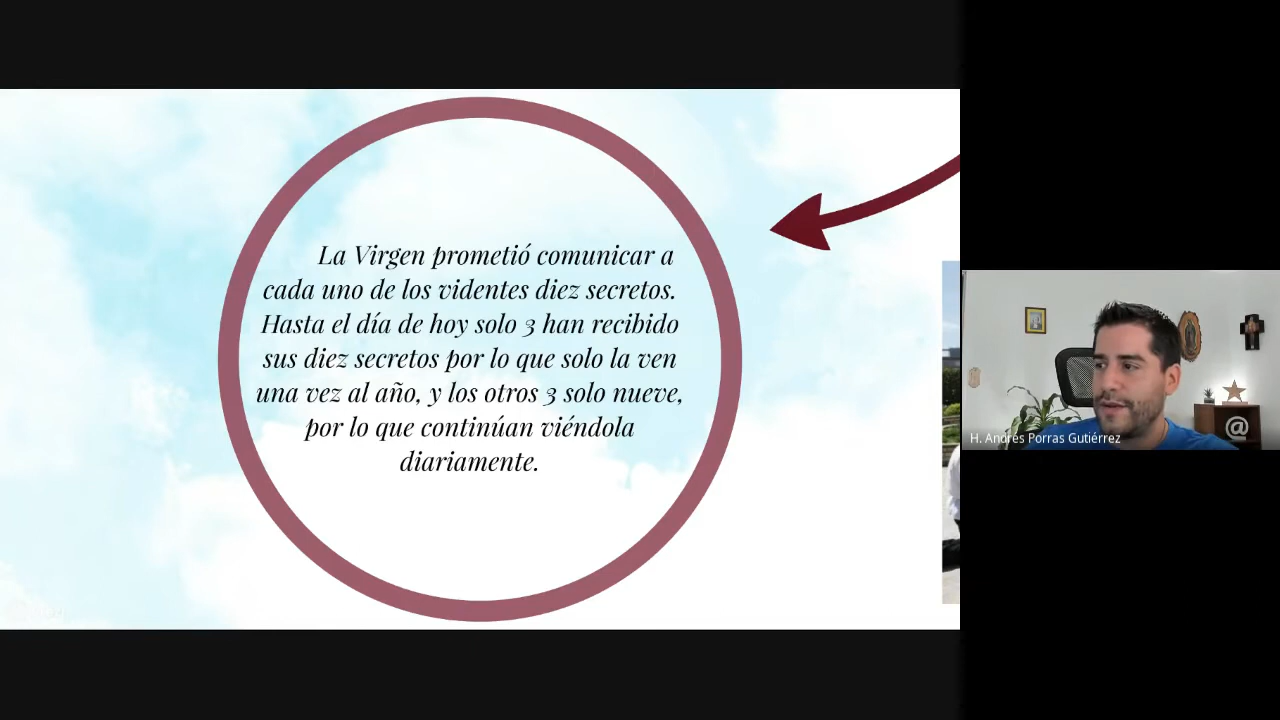 La Virgen prometió comunicar a
cada uno de los videntes diez secretos.
Hasta el día de hoy solo 3 han recibido
sus diez secretos por lo que solo la ven
una vez al año, y los otros 3 solo nueve,
por lo que continúan viéndola
diariamente.
@
H. Andres Porras Gutiérrez